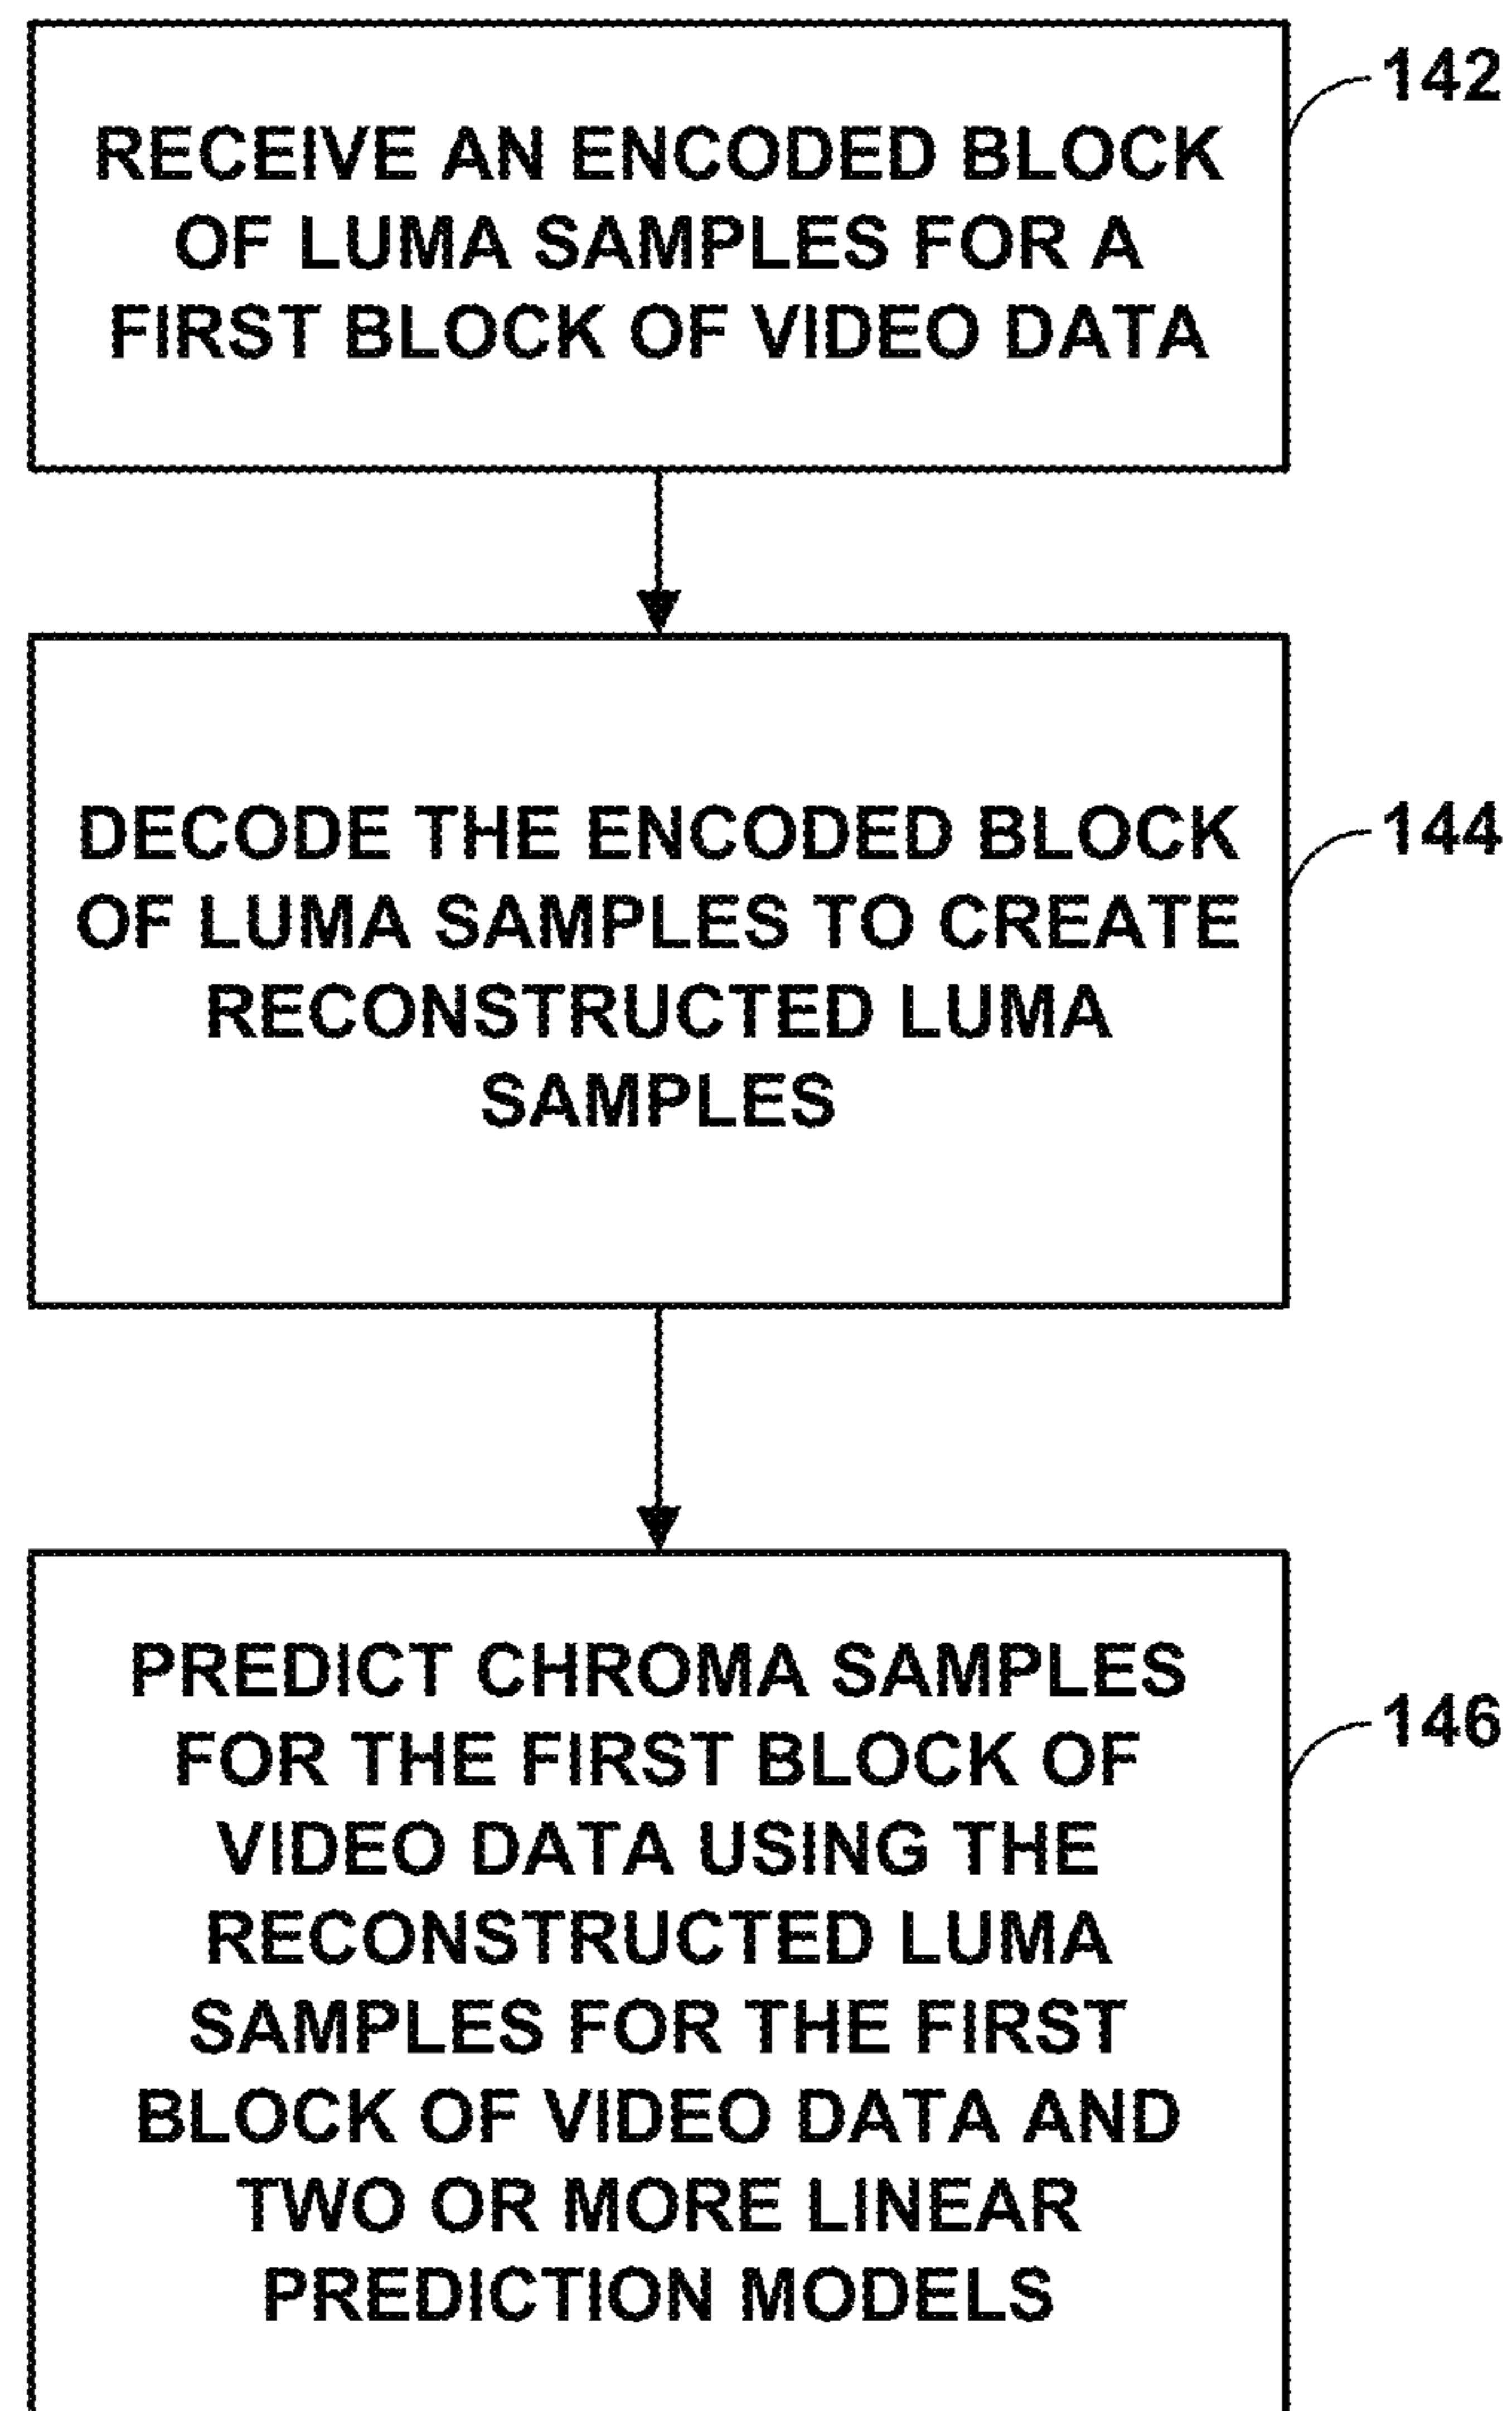 142
RECEIVE AN ENCODED BLOCK
OF LUMA SAMPLES FOR A
FIRST BLOCK OF VIDEO DATA
144
DECODE THE ENCODED BLOCK
OF LUMA SAMPLES TO CREATE
RECONSTRUCTED LUMA
SAMPLES
146
PREDICT CHROMA SAMPLES
FOR THE FIRST BLOCK OF
VIDEO DATA USING THE
RECONSTRUCTED LUMA
SAMPLES FOR THE FIRST
BLOCK OF VIDEO DATA AND
TWO OR MORE LINEAR
PREDICTION MODELS